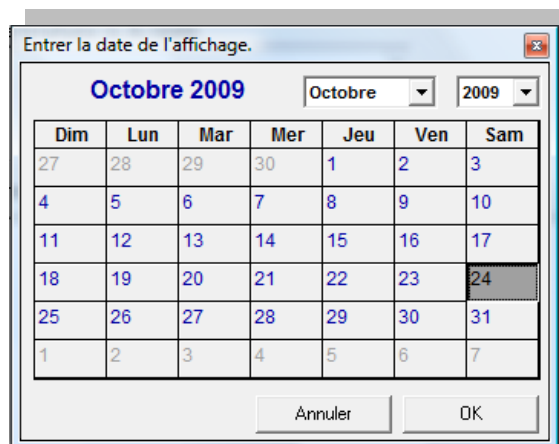 Entrer la date de l'affichage.
Octobre 2009 Octobre 2009
Dim Lun Mar Mer Jeu Ven Sam
27 28 29 30 1 2 3
4 5 6 7 8 9 10
11 12 13 14 15 16 17
18 19 20 21 22 23 24
25 26 27 28 29 30 31
1 2 3 4 5 6 7
Annuler OK